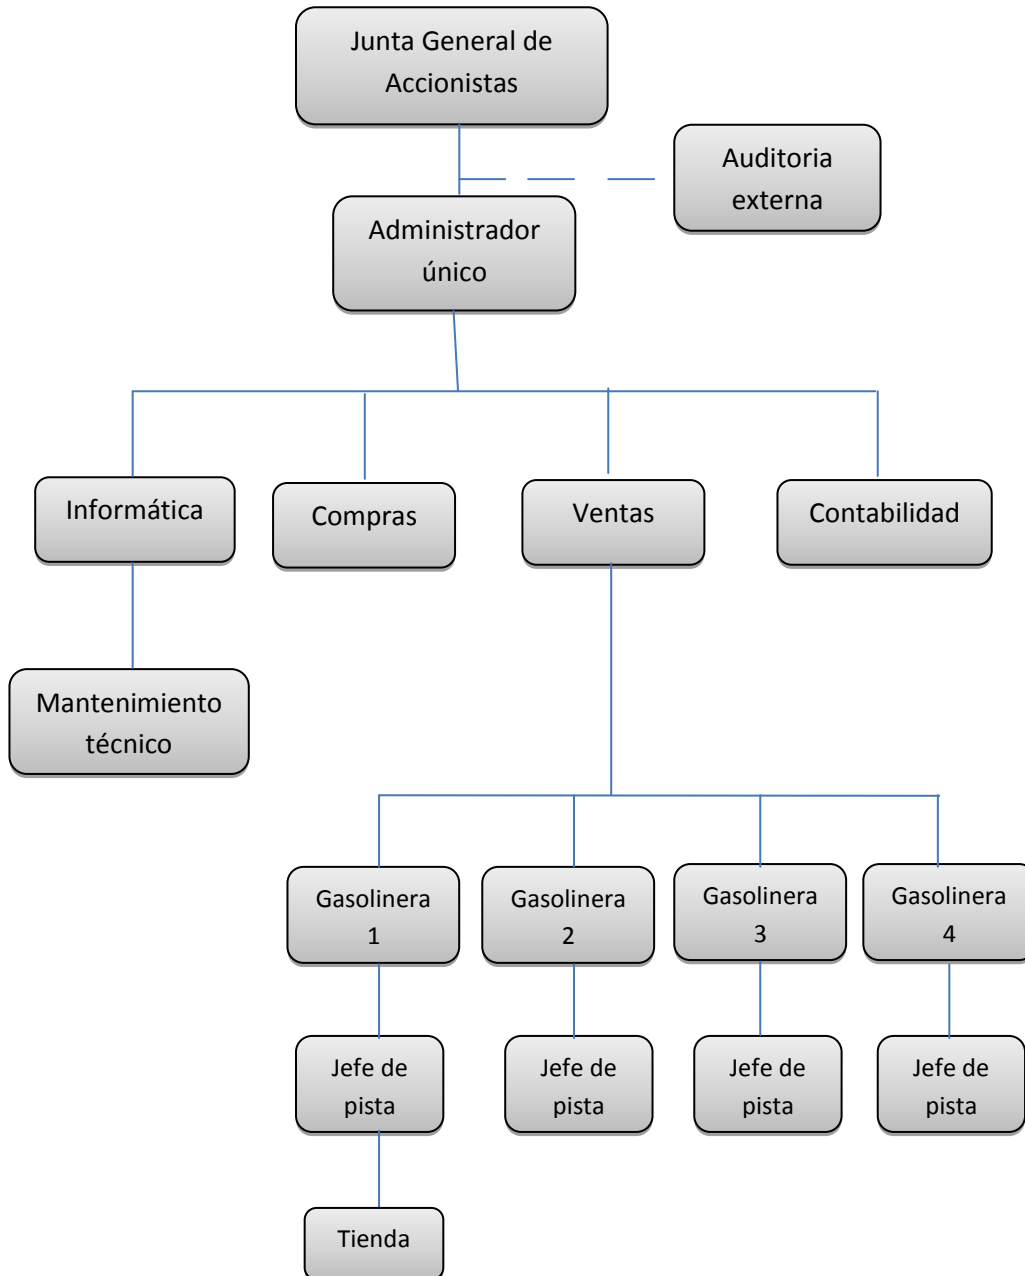 Junta General de
Accionistas
Auditoria
externa
Administrador
único
Informática
Compras
Ventas
Contabilidad
Mantenimiento
técnico
Gasolinera
1
Gasolinera
2
Gasolinera
3
Gasolinera
4
Jefe de
pista
Jefe de
pista
Jefe de
pista
Jefe de
pista
Tienda